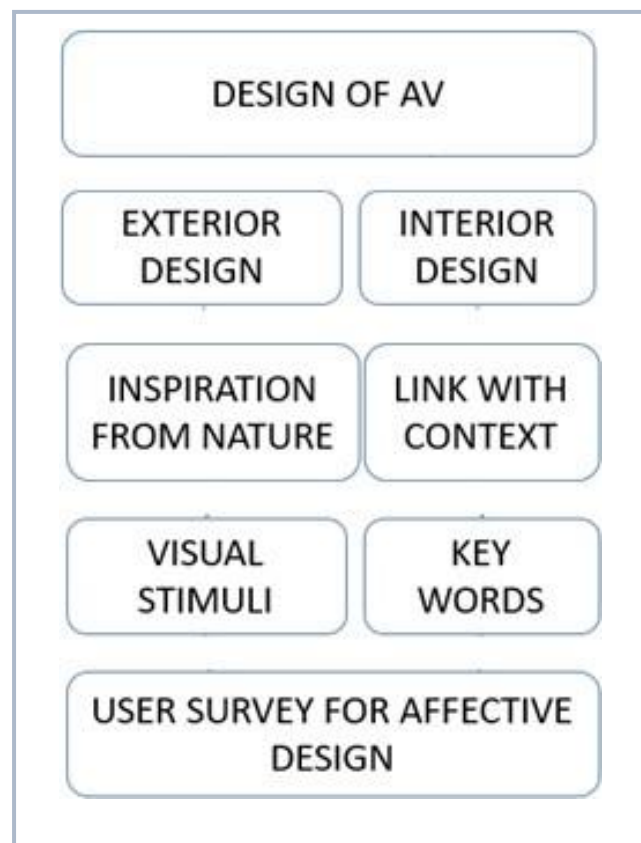 DESIGN OF AV
EXTERIOR
DESIGN
INTERIOR
DESIGN
INSPIRATION
FROM NATURE
LINK WITH
CONTEXT
VISUAL
STIMULI
KEY
WORDS
USER SURVEY FOR AFFECTIVE
DESIGN